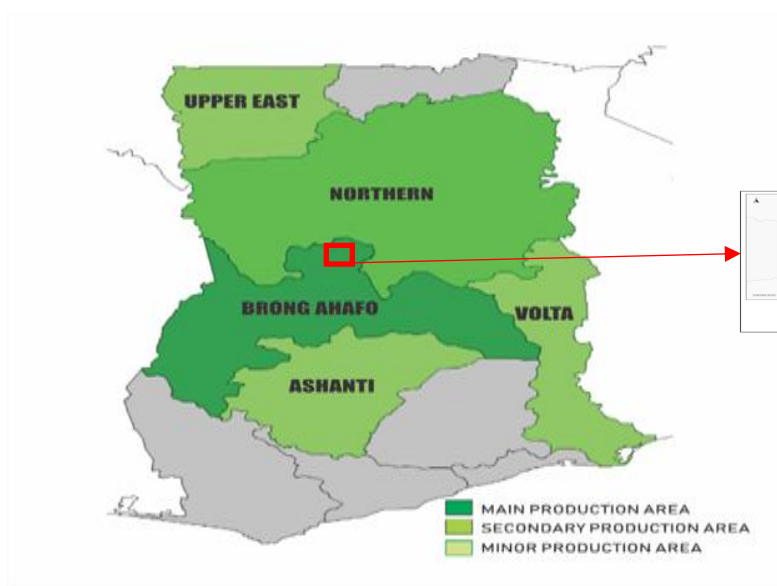 UPPER EAST
NORTHERN
BRONG AHAFO
VOLTA
ASHANTI
MAIN PRODUCTION AREA
SECONDARY PRODUCTION AREA
MINOR PRODUCTION AREA